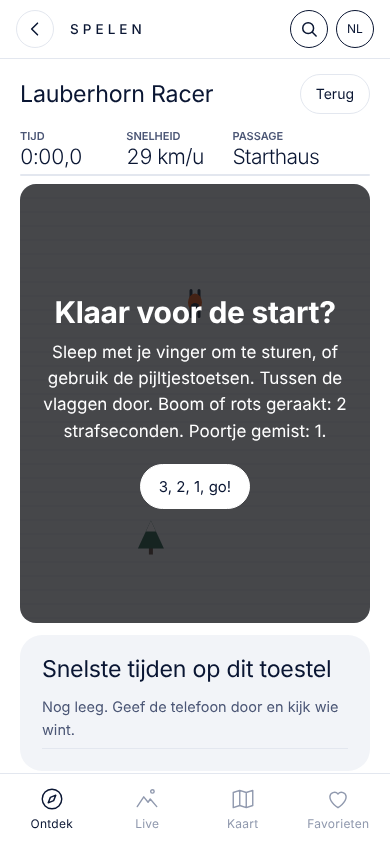 SPELEN
NL
Lauberhorn Racer
Terug
TIJD
SNELHEID
PASSAGE
0:00,0
29 km/u
Starthaus
Klaar voor de start?
Sleep met je vinger om te sturen, of
gebruik de pijltjestoetsen. Tussen de
vlaggen door. Boom of rots geraakt: 2
strafseconden. Poortje gemist: 1.
3, 2, 1, go!
Snelste tijden op dit toestel
Nog leeg. Geef de telefoon door en kijk wie
wint.
Ontdek
Live
Kaart
Favorieten